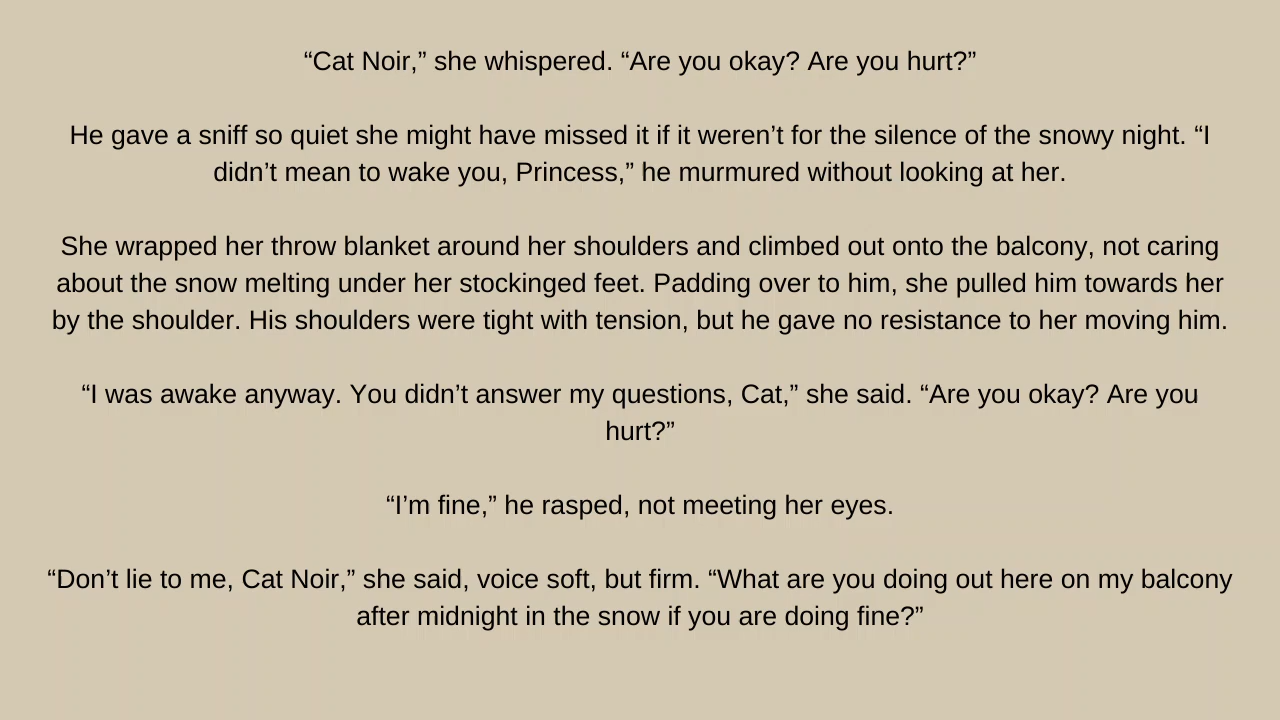 “Cat Noir,” she whispered. “Are you okay? Are you hurt?”
He gave a sniff so quiet she might have missed it if it weren’t for the silence of the snowy night. “I
didn’t mean to wake you, Princess,” he murmured without looking at her.
She wrapped her throw blanket around her shoulders and climbed out onto the balcony, not caring
about the snow melting under her stockinged feet. Padding over to him, she pulled him towards her
by the shoulder. His shoulders were tight with tension, but he gave no resistance to her moving him.
“I was awake anyway. You didn’t answer my questions, Cat,” she said. “Are you okay? Are you
hurt?”
“I’m fine,” he rasped, not meeting her eyes.
“Don’t lie to me, Cat Noir,” she said, voice soft, but firm. “What are you doing out here on my balcony
after midnight in the snow if you are doing fine?”